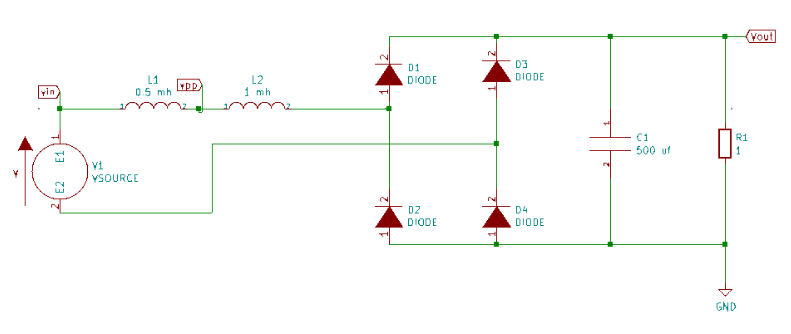 Vout
D1
DIODE
D3
DIODE
L1
0.5 mh
vpp
L2
1 mh
vin
1
2
1
2
2
1
2
1
1
E1
V
V1
VSOURCE
E2
2
1
C1
500 uf
2
R1
1
2
D2
DIODE
1
2
D4
DIODE
1
GND